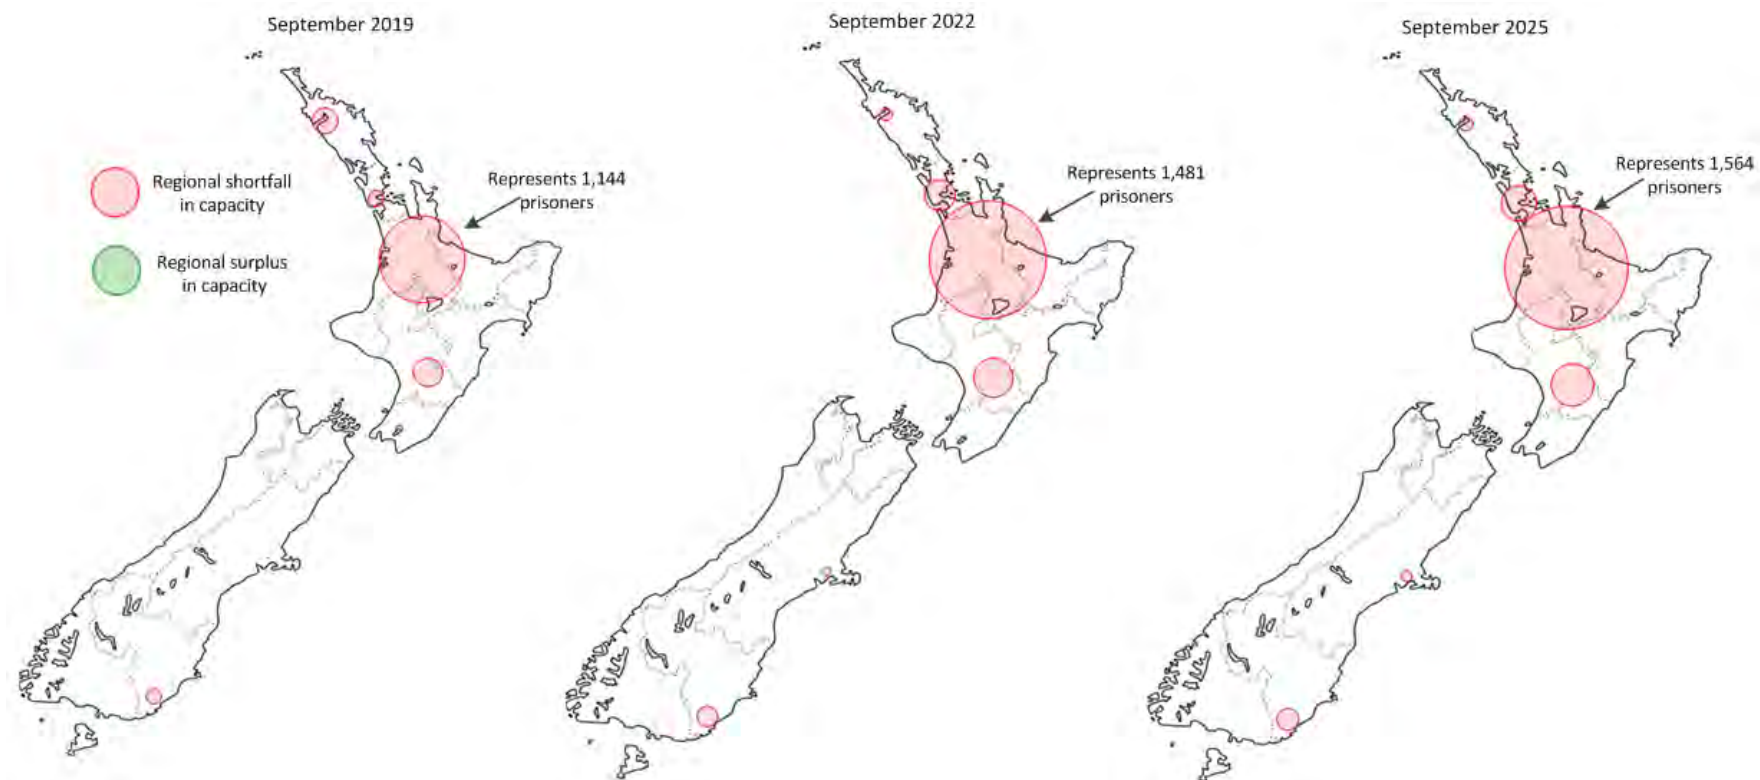 September 2019
September 2022
September 2025
Regional shortfall
in capacity
Regional surplus
in capacity
Represents 1,144
prisoners
Represents 1,481
prisoners
Represents 1,564
prisoners